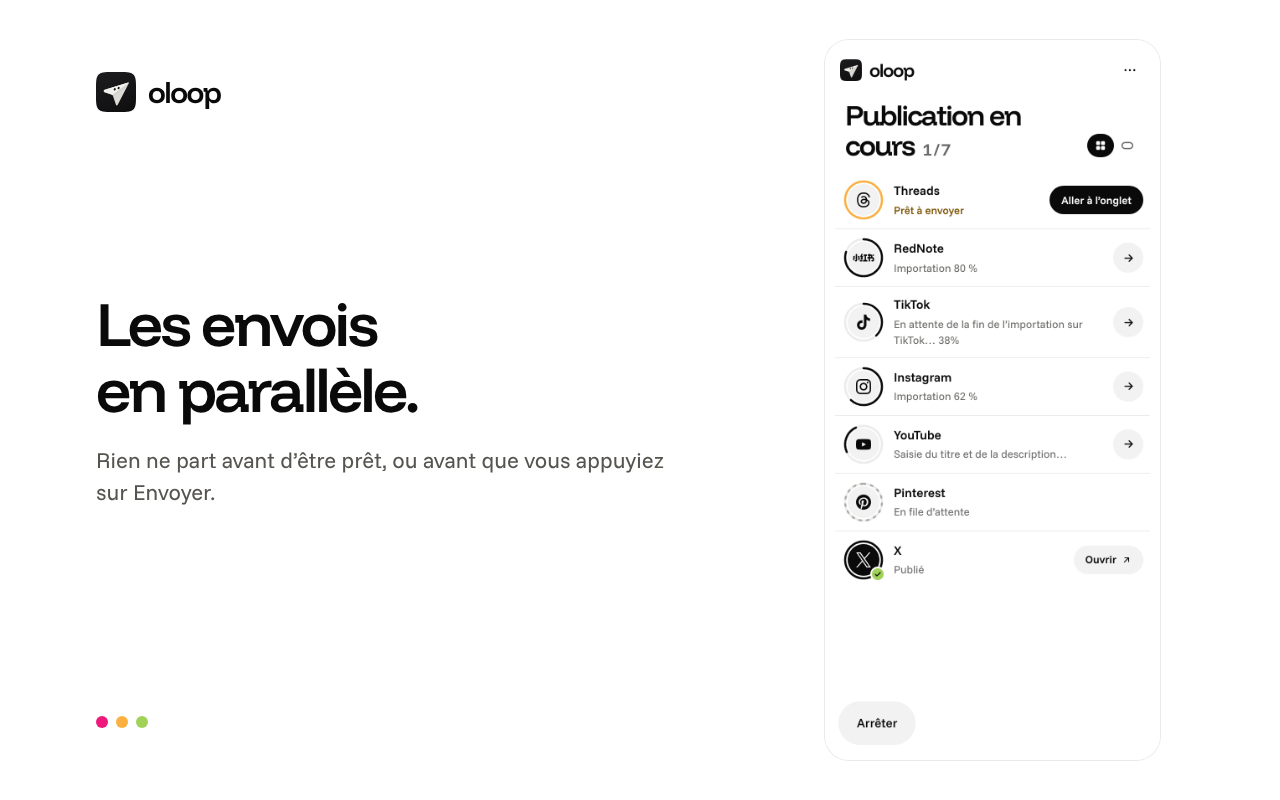 oloop
Les envois
en parallèle.
Rien ne part avant d’être prêt, ou avant que vous appuyiez
sur Envoyer.
oloop
Publication en
cours 1/7
Threads
Prêt à envoyer
Aller à l’onglet
小红书
RedNote
Importation 80 %
TikTok
En attente de la fin de l’importation sur
TikTok… 38%
Instagram
Importation 62 %
YouTube
Saisie du titre et de la description…
Pinterest
En file d’attente
X
Publié
Ouvrir
Arrêter